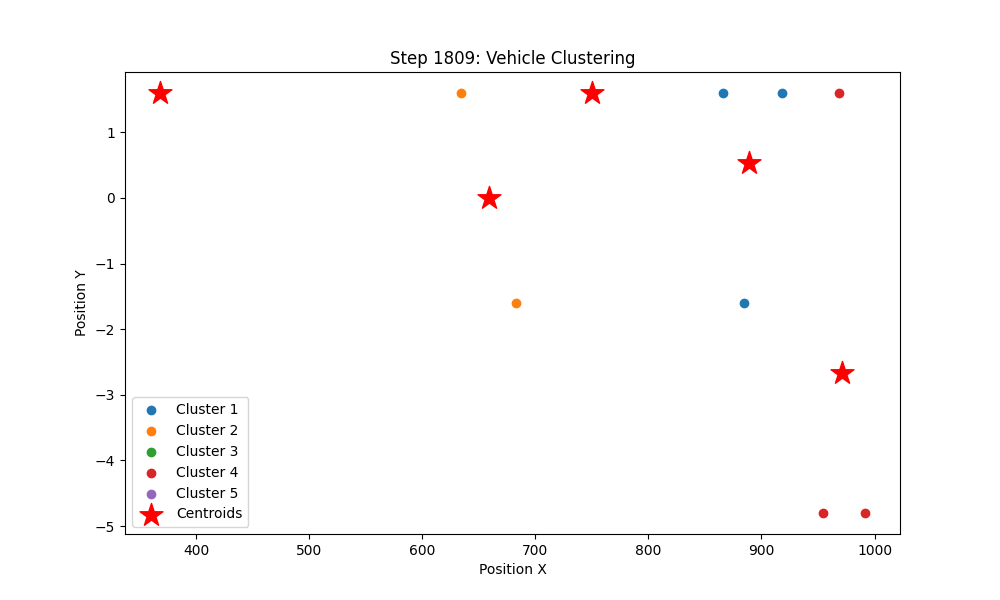 Step 1809: Vehicle Clustering
Position Y
1
0
−1
−2
−3
−4
−5
Cluster 1
Cluster 2
Cluster 3
Cluster 4
Cluster 5
Centroids
400
500
600
700
800
900
1000
Position X